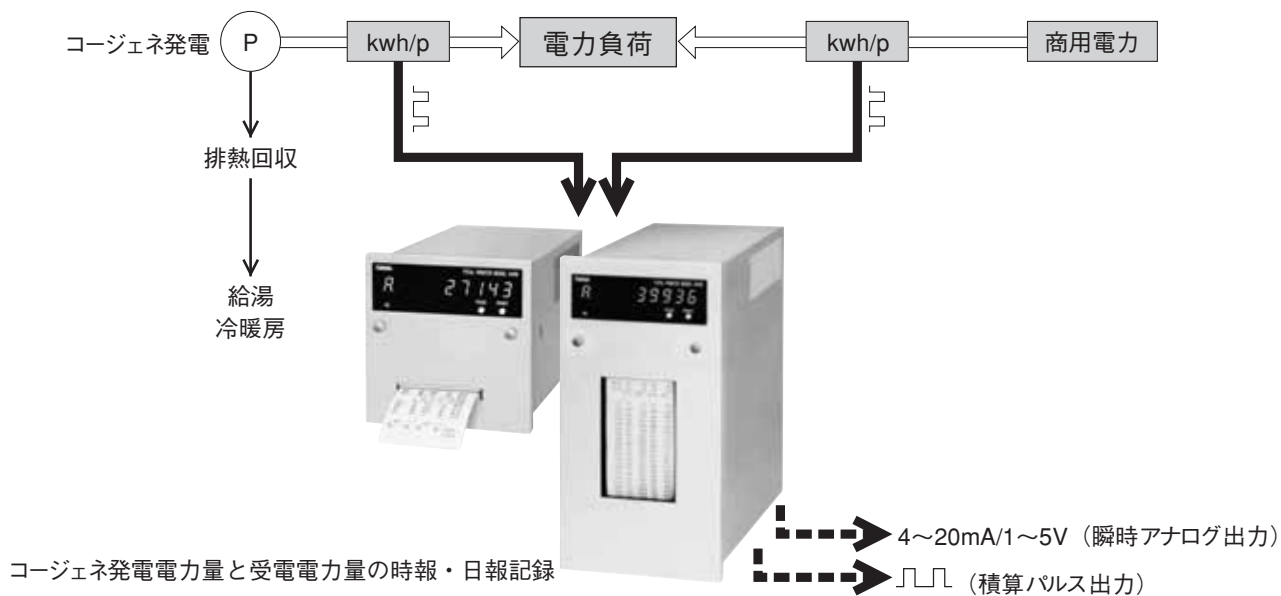 コージェネ発電 P kwh/p 電力負荷 kwh/p 商用電力
排熱回収
給湯
冷暖房
A 27143
A 39936
4～20mA/1～5V（瞬時アナログ出力）
（積算パルス出力）
コージェネ発電電力量と受電電力量の時報・日報記録